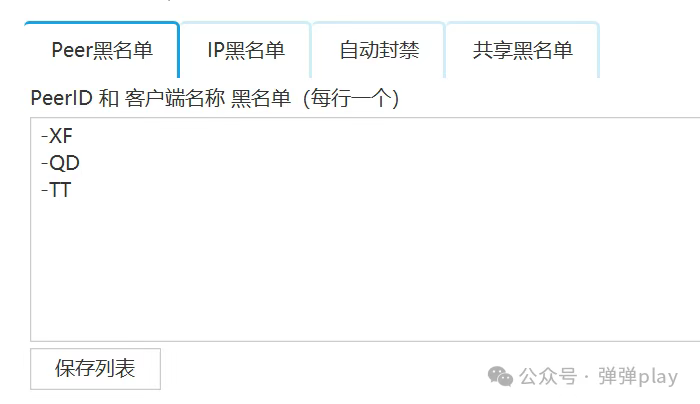 Peer黑名单 IP黑名单 自动封禁 共享黑名单
PeerID 和 客户端名称 黑名单（每行一个）
-XF
-QD
-TT
保存列表
公众号 · 弹弹play